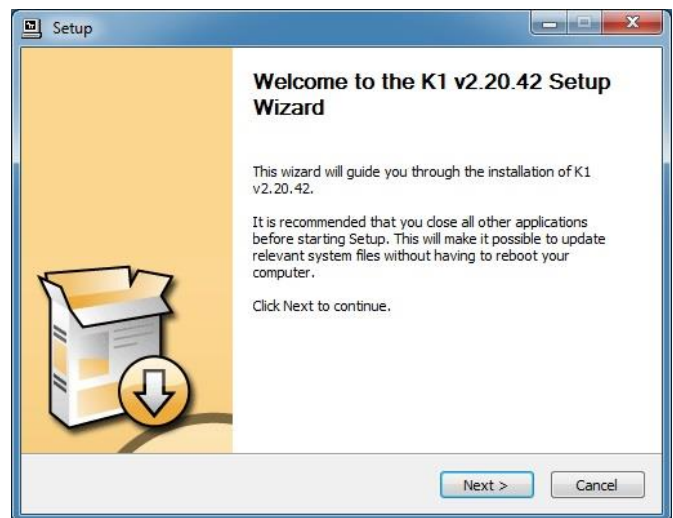 Setup
Welcome to the K1 v2.20.42 Setup
Wizard
This wizard will guide you through the installation of K1
v2.20.42.
It is recommended that you close all other applications
before starting Setup. This will make it possible to update
relevant system files without having to reboot your
computer.
Click Next to continue.
Next >
Cancel